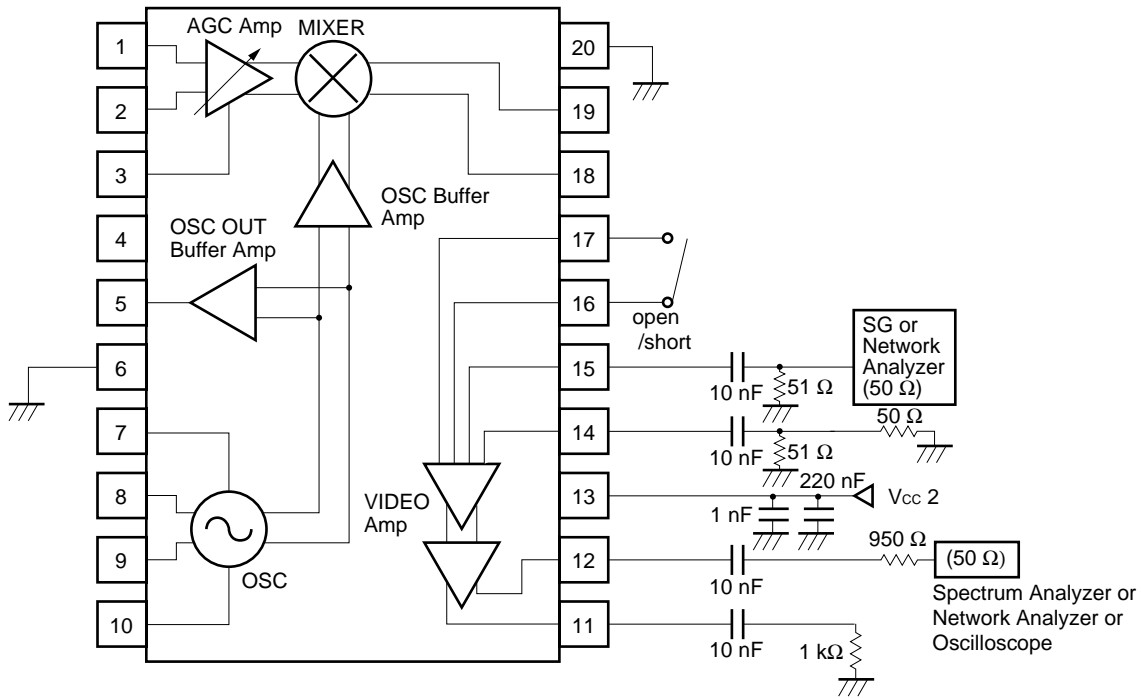 AGC Amp
MIXER
1
2
3
4
5
6
7
8
9
10
20
19
18
17
16
15
14
13
12
11
OSC Buffer
Amp
OSC OUT
Buffer Amp
OSC
VIDEO
Amp
open
/short
10 nF
51 Ω
SG or
Network
Analyzer
(50 Ω)
10 nF
51 Ω
50 Ω
1 nF
220 nF
VCC 2
10 nF
950 Ω
(50 Ω)
Spectrum Analyzer or
Network Analyzer or
Oscilloscope
10 nF
1 kΩ